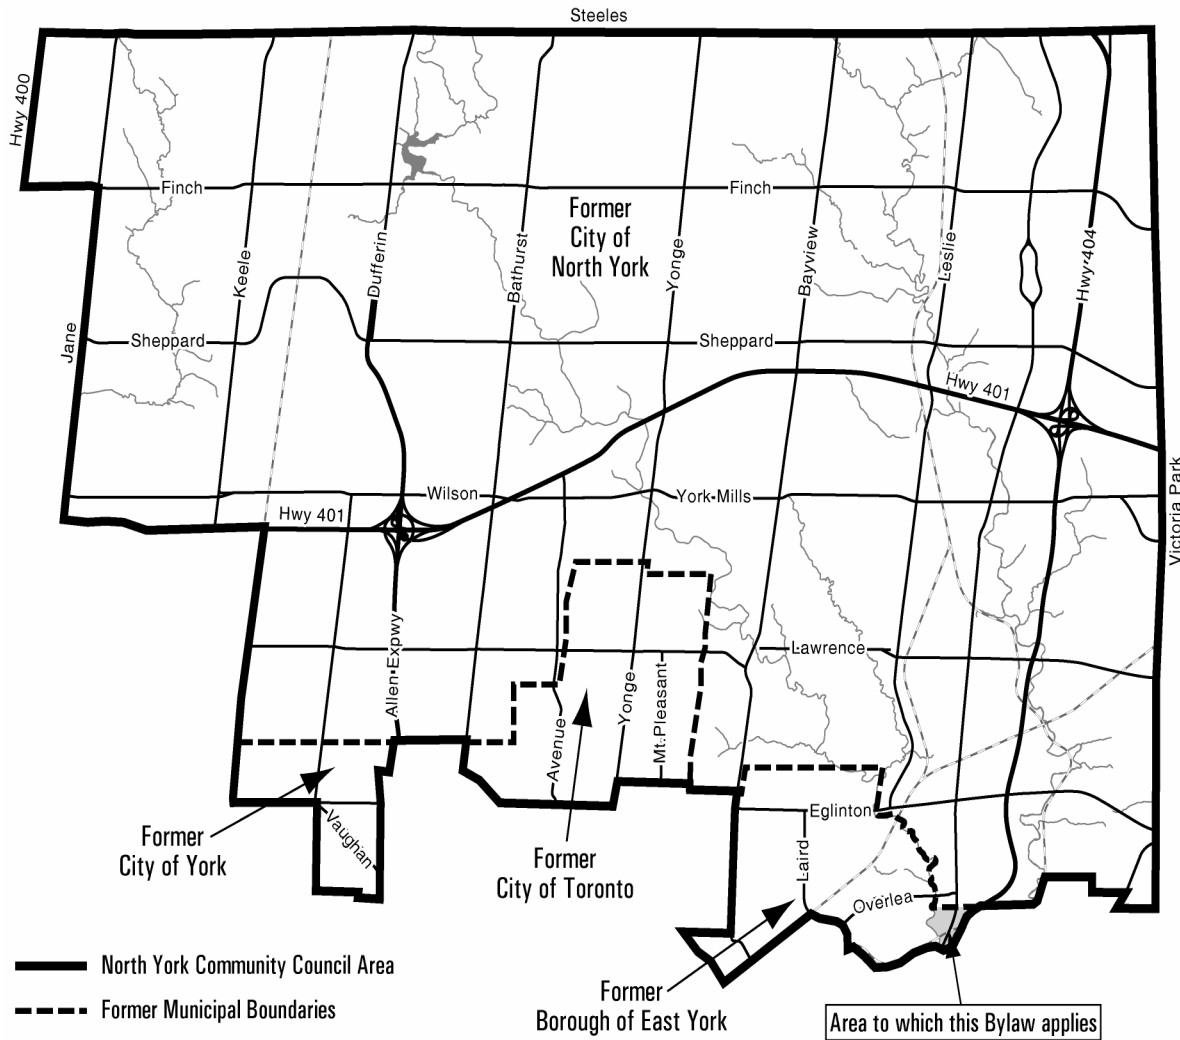 Steeles
Hwy 400
Finch
Finch
Former
City of
North York
Keele
Dufferin
Bathurst
Yonge
Bayview
Leslie
Hwy 404
Jane
Sheppard
Sheppard
Hwy 401
Wilson
York Mills
Hwy 401
Victoria Park
Allen Expwy
Lawrence
Avenue
Yonge
Mt.Pleasant
Eglinton
Vaughan
Laird
Overlea
Former
City of York
Former
City of Toronto
North York Community Council Area
Former Municipal Boundaries
Former
Borough of East York
Area to which this Bylaw applies